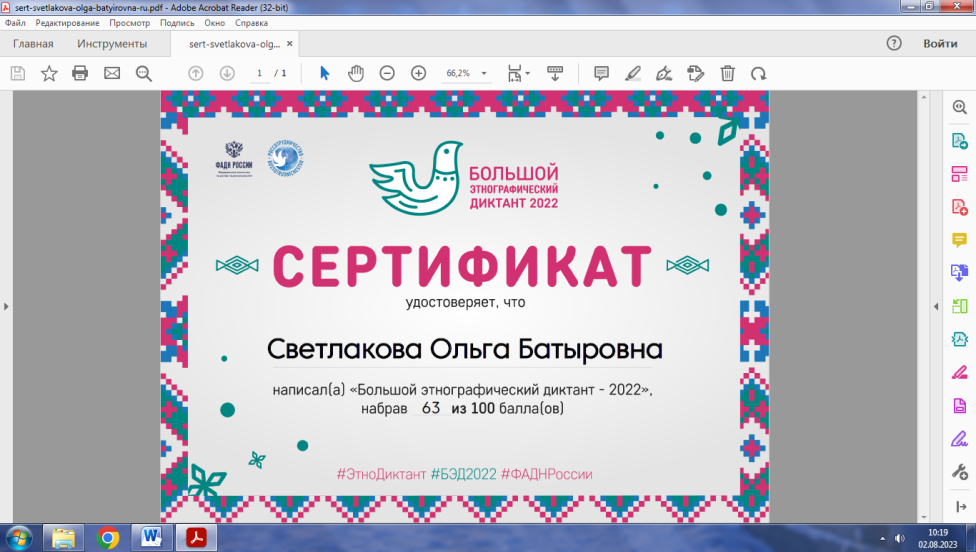 sert-svetlakova-olga-batyirovna-ru.pdf - Adobe Acrobat Reader (32-bit)
Файл Редактирование Просмотр Подпись Окно Справка
Главная Инструменты sert-svetlakova-olg... × Войти
1 / 1 66,2%
ФАДН РОССИИ
БОЛЬШОЙ
ЭТНОГРАФИЧЕСКИЙ
ДИКТАНТ 2022
СЕРТИФИКАТ
удостоверяет, что
Светлакова Ольга Батыровна
написал(а) «Большой этнографический диктант - 2022»,
набрав 63 из 100 балла(ов)
#ЭтноДиктант #БЭД2022 #ФАДНРоссии
10:19
02.08.2023